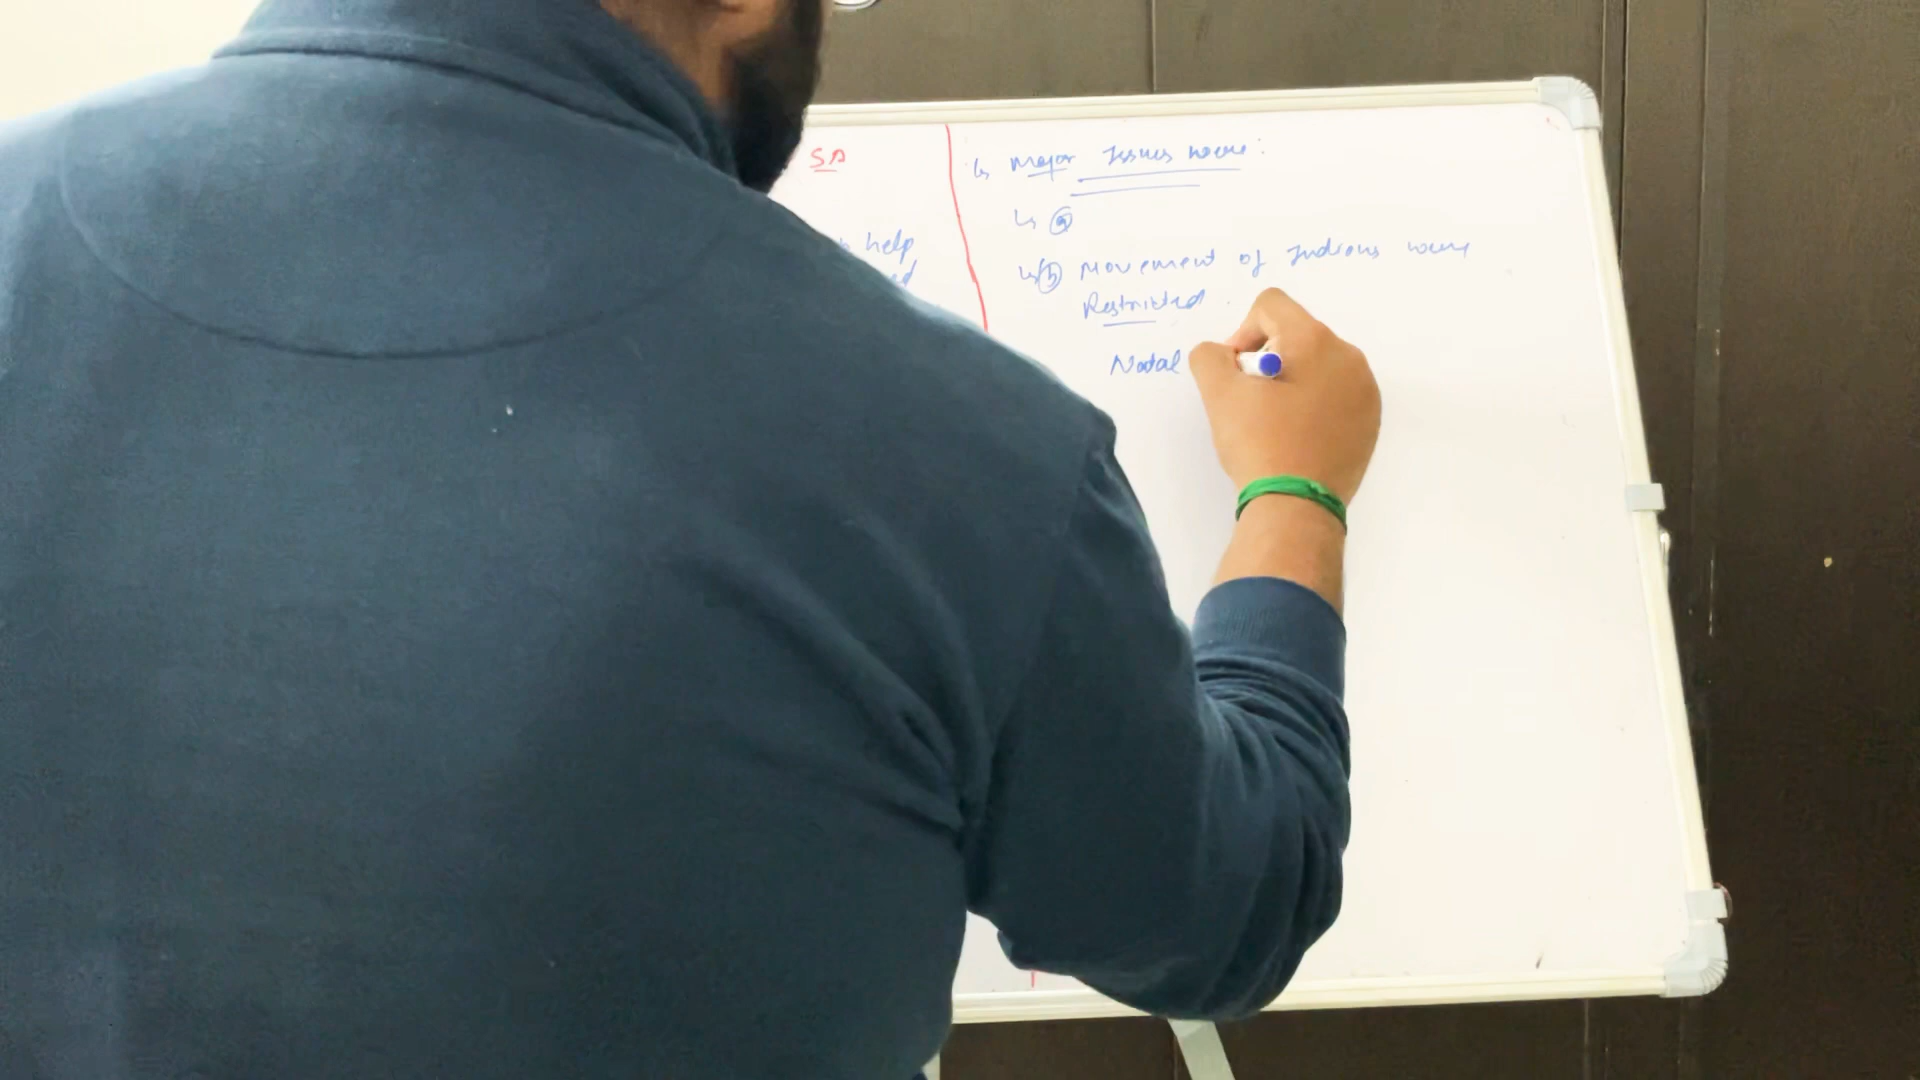 SA
help
↳ Major Issues were:
↳ ⓐ
↳ ⓑ Movement of Indians were
Restricted.
Natal